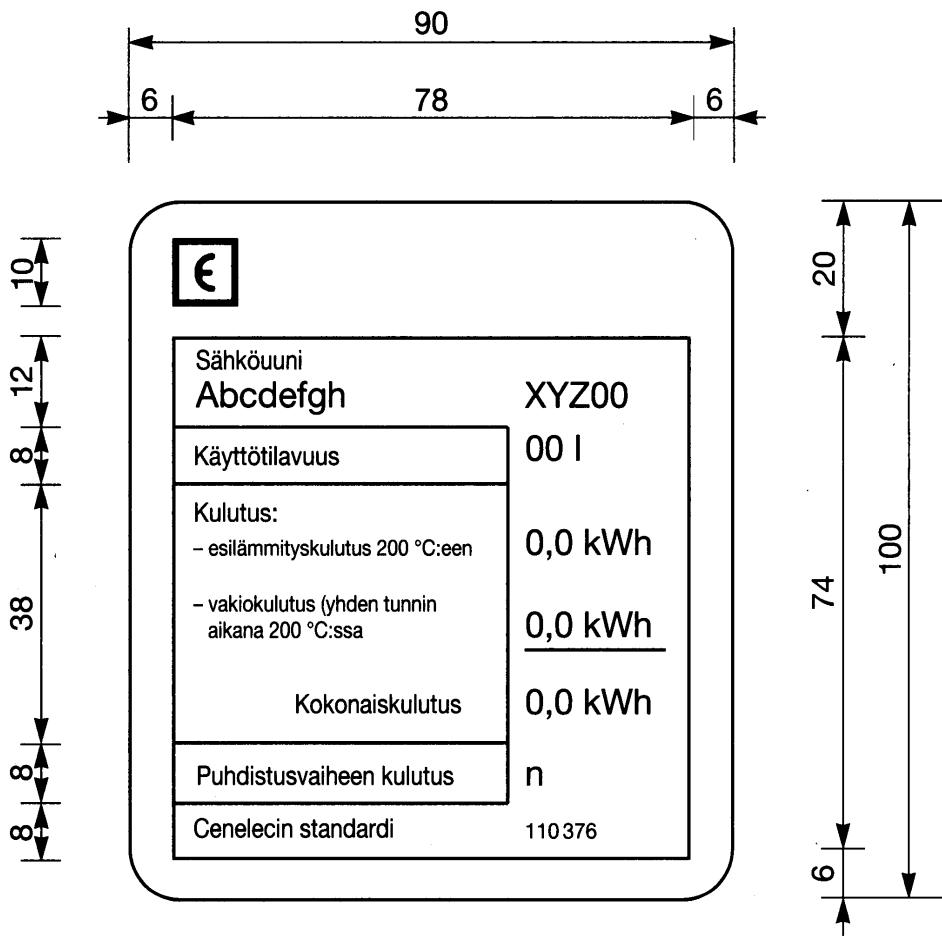 90
6 78 6
10
20
Sähköuuni
Abcdefgh XYZ00
12
Käyttötilavuus 00 l
8
Kulutus:
– esilämmityskulutus 200 °C:een 0,0 kWh
– vakiokulutus (yhden tunnin
aikana 200 °C:ssa 0,0 kWh
38
74
100
Kokonaiskulutus 0,0 kWh
Puhdistusvaiheen kulutus n
8
Cenelecin standardi 110 376
8
6